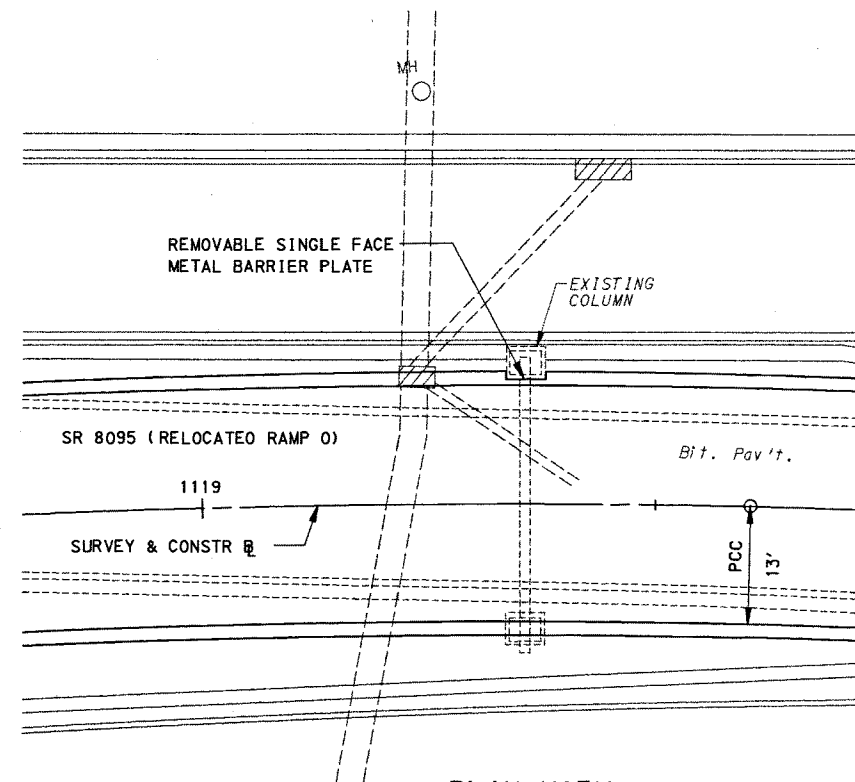 MH
REMOVABLE SINGLE FACE
METAL BARRIER PLATE
EXISTING
COLUMN
SR 8095 (RELOCATED RAMP O)
Bit. Pav't.
1119
SURVEY & CONSTR ℄
PCC
13'